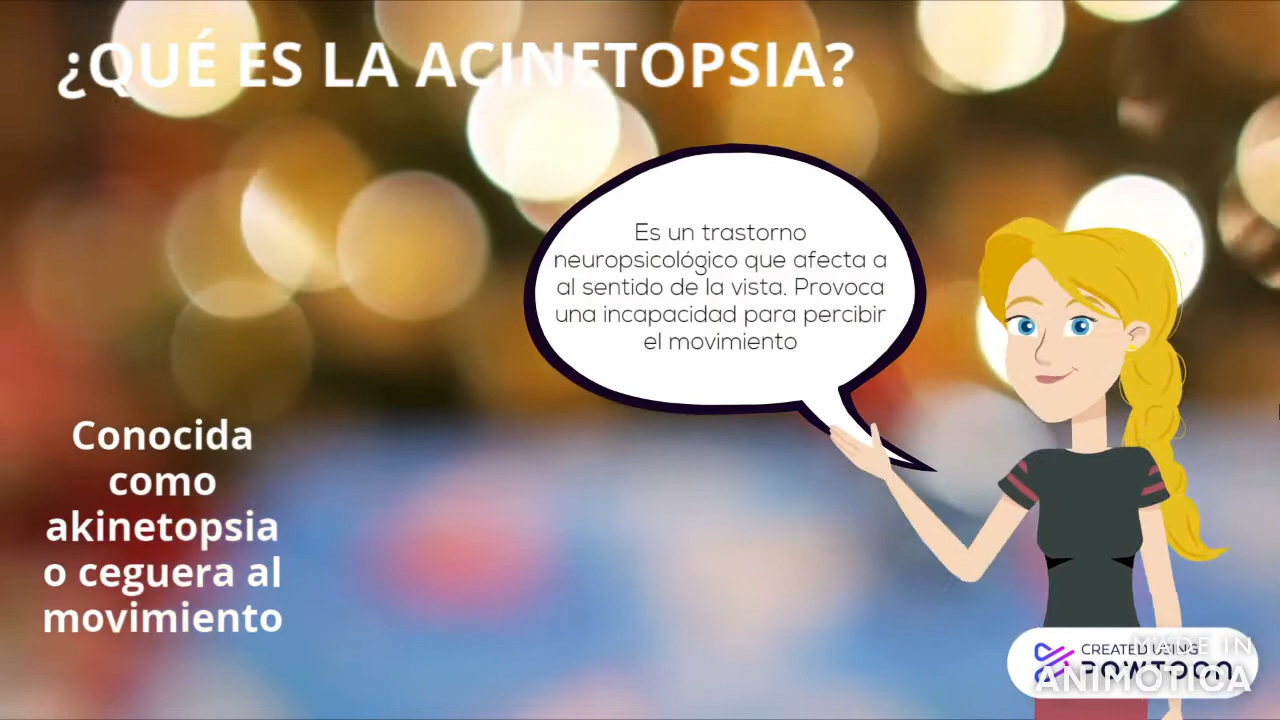 ¿QUÉ ES LA ACINETOPSIA?
Es un trastorno
neuropsicológico que afecta a
al sentido de la vista. Provoca
una incapacidad para percibir
el movimiento
Conocida
como
akinetopsia
o ceguera al
movimiento
CREATED USING
POWTOON
MADE IN
ANIMOTICA